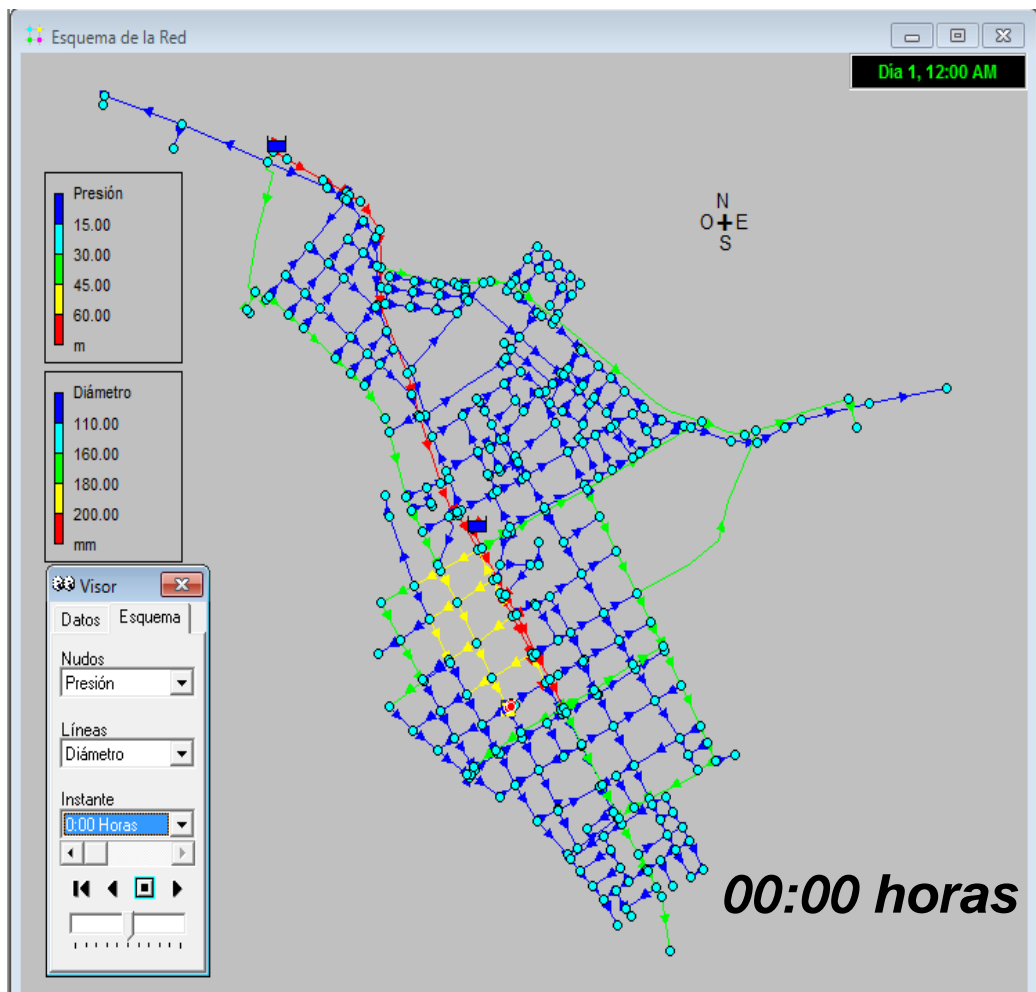 Esquema de la Red
Día 1, 12:00 AM
Presión
15.00
30.00
45.00
60.00
m
N
O E
S
Diámetro
110.00
160.00
180.00
200.00
mm
Visor
Datos Esquema
Nudos
Presión
Líneas
Diámetro
Instante
0:00 Horas
00:00 horas